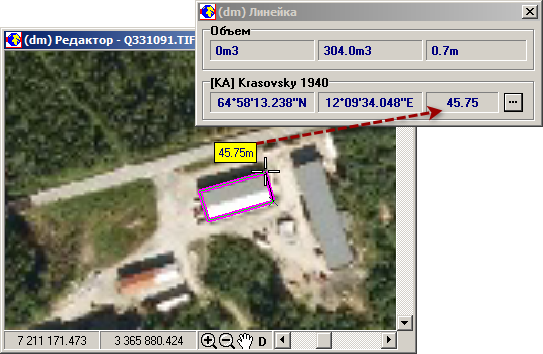 (dm) Линейка
Объем
0m3 304.0m3 0.7m
[KA] Krasovsky 1940
64*58'13.238"N 12*09'34.048"E 45.75 ...
(dm) Редактор - Q331091.TIF
45.75m
7 211 171.473 3 365 880.424 D